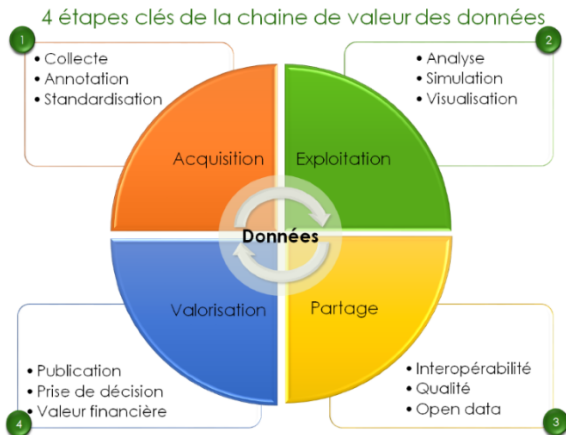 4 étapes clés de la chaine de valeur des données
1
• Collecte
• Annotation
• Standardisation
2
• Analyse
• Simulation
• Visualisation
Acquisition
Exploitation
Données
Valorisation
Partage
• Publication
• Prise de décision
• Valeur financière
4
• Interopérabilité
• Qualité
• Open data
3